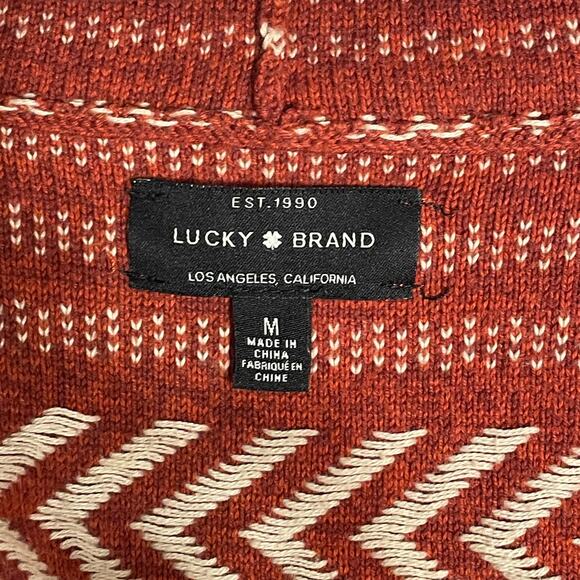 EST.1990
LUCKY BRAND
LOS ANGELES, CALIFORNIA
M
MADE IN
CHINA
FABRIQUÉ EN
CHINE